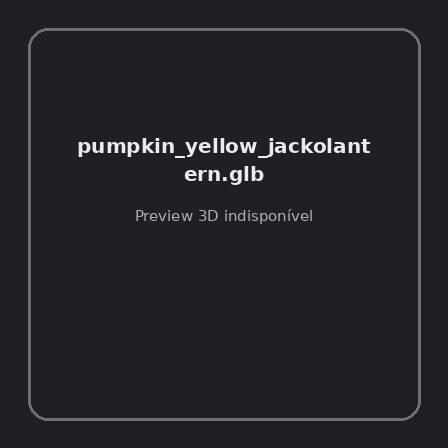 pumpkin_yellow_jackolant
ern.glb
Preview 3D indisponível